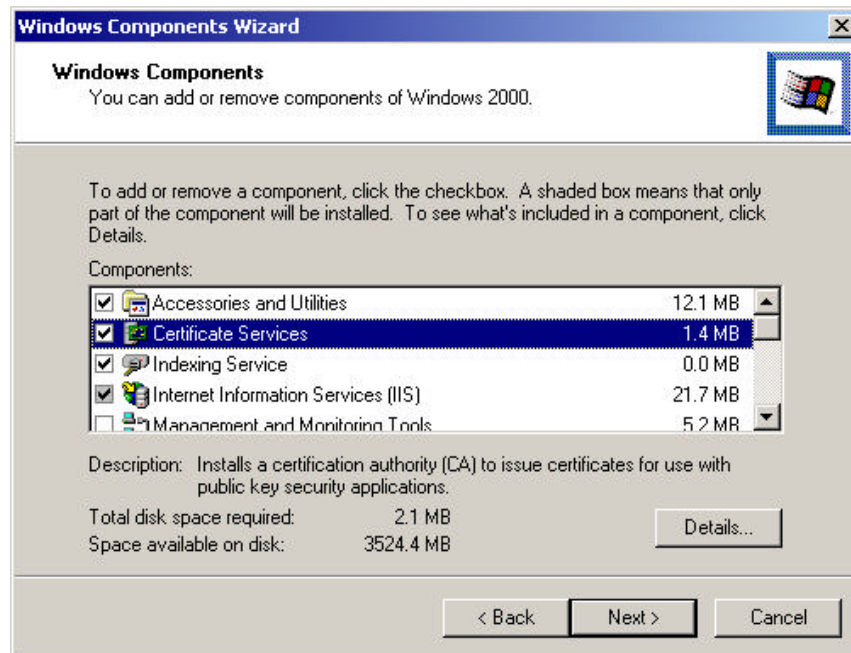 Windows Components Wizard
Windows Components
You can add or remove components of Windows 2000.
To add or remove a component, click the checkbox. A shaded box means that only
part of the component will be installed. To see what's included in a component, click
Details.
Components:
Accessories and Utilities 12.1 MB
Certificate Services 1.4 MB
Indexing Service 0.0 MB
Internet Information Services (IIS) 21.7 MB
Management and Monitoring Tools 5.2 MB
Description: Installs a certification authority (CA) to issue certificates for use with
public key security applications.
Total disk space required: 2.1 MB
Space available on disk: 3524.4 MB
Details...
< Back Next > Cancel